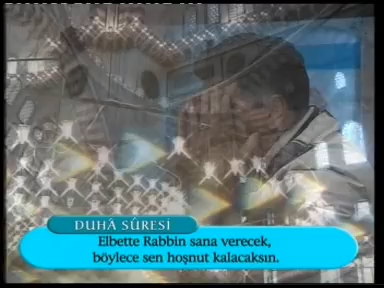 DUHÂ SÛRESİ
Elbette Rabbin sana verecek,
böylece sen hoşnut kalacaksın.